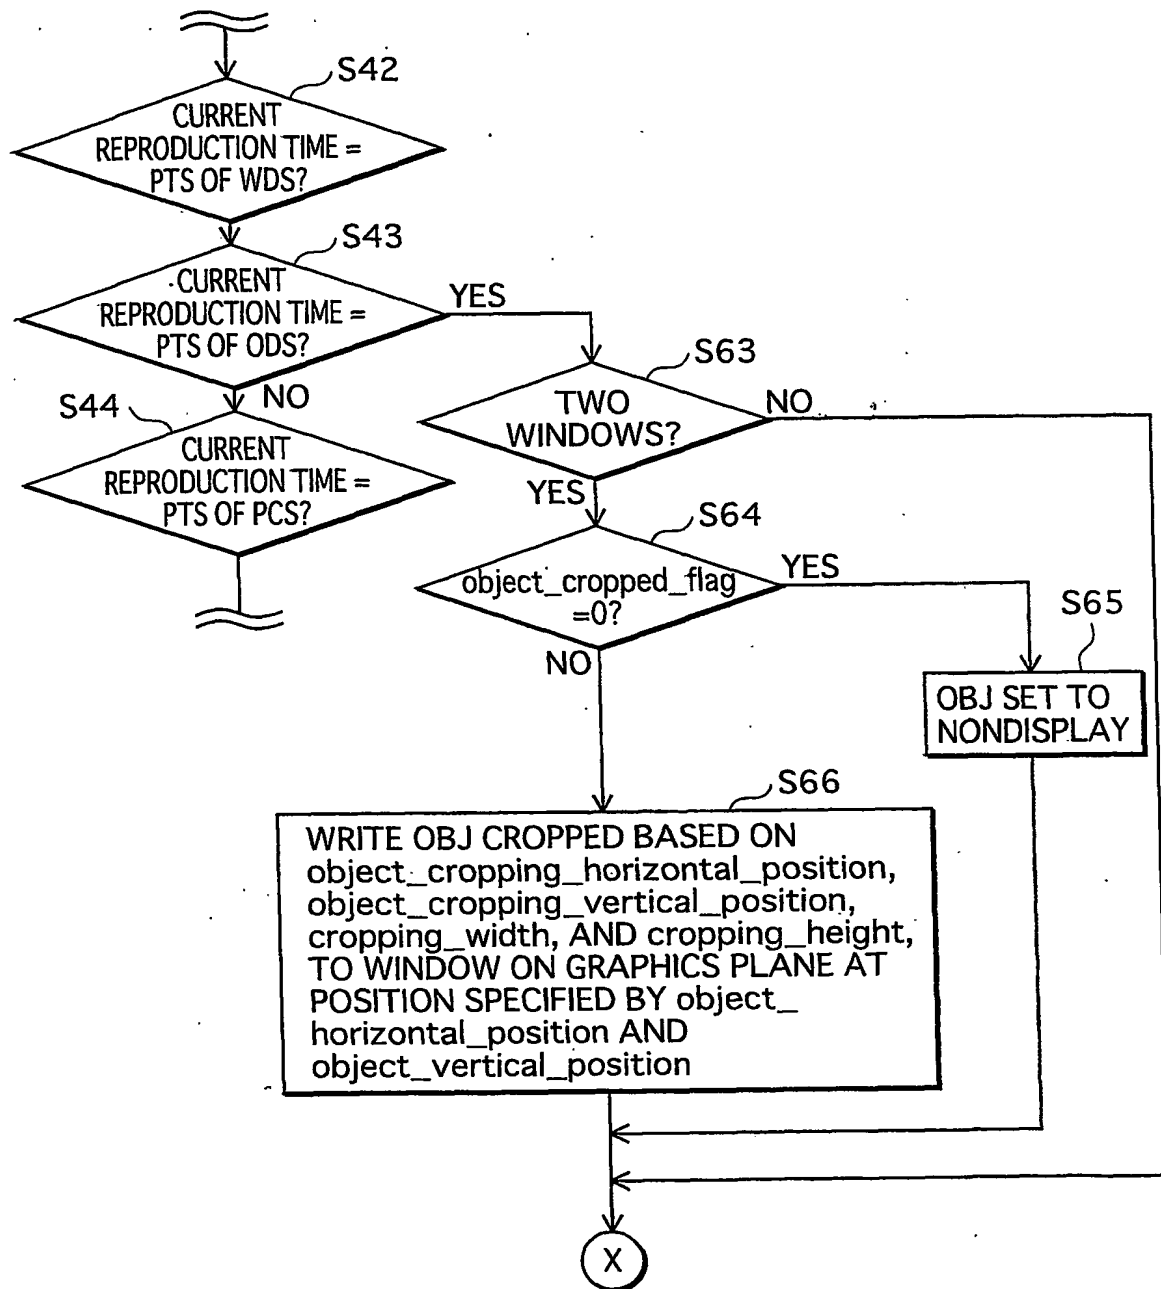 S42
CURRENT
REPRODUCTION TIME =
PTS OF WDS?
S43
CURRENT
REPRODUCTION TIME =
PTS OF ODS?
YES
NO
S63
TWO
WINDOWS?
NO
YES
S44
CURRENT
REPRODUCTION TIME =
PTS OF PCS?
S64
object_cropped_flag
=0?
YES
NO
S65
OBJ SET TO
NONDISPLAY
S66
WRITE OBJ CROPPED BASED ON
object_cropping_horizontal_position,
object_cropping_vertical_position,
cropping_width, AND cropping_height,
TO WINDOW ON GRAPHICS PLANE AT
POSITION SPECIFIED BY object_
horizontal_position AND
object_vertical_position
X